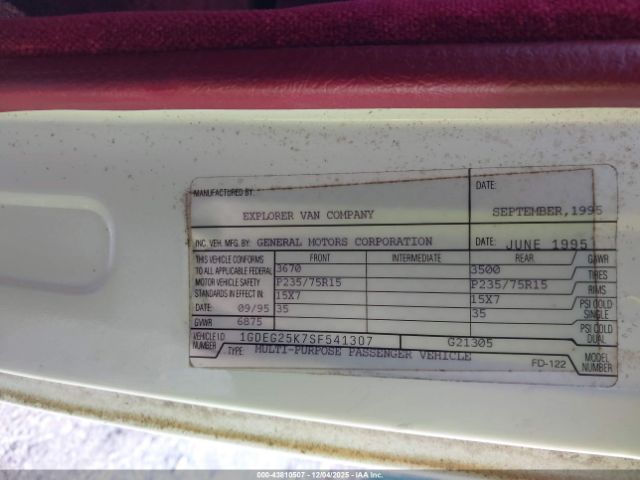 MANUFACTURED BY: DATE:
EXPLORER VAN COMPANY SEPTEMBER,1995
INC. VEH. MFG. BY: GENERAL MOTORS CORPORATION DATE: JUNE 1995
THIS VEHICLE CONFORMS FRONT INTERMEDIATE REAR GAWR
TO ALL APPLICABLE FEDERAL 3670 3500 TIRES
MOTOR VEHICLE SAFETY P235/75R15 P235/75R15 RIMS
STANDARDS IN EFFECT IN: 15X7 15X7 PSI COLD SINGLE
DATE: 09/95 35 35 PSI COLD DUAL
GVWR 6875
VEHICLE I.D. NUMBER 1GDEG25K7SF541307 G21305 MODEL NUMBER
TYPE: MULTI-PURPOSE PASSENGER VEHICLE FD-122
000-43810507 - 12/04/2025 - IAAI.COM